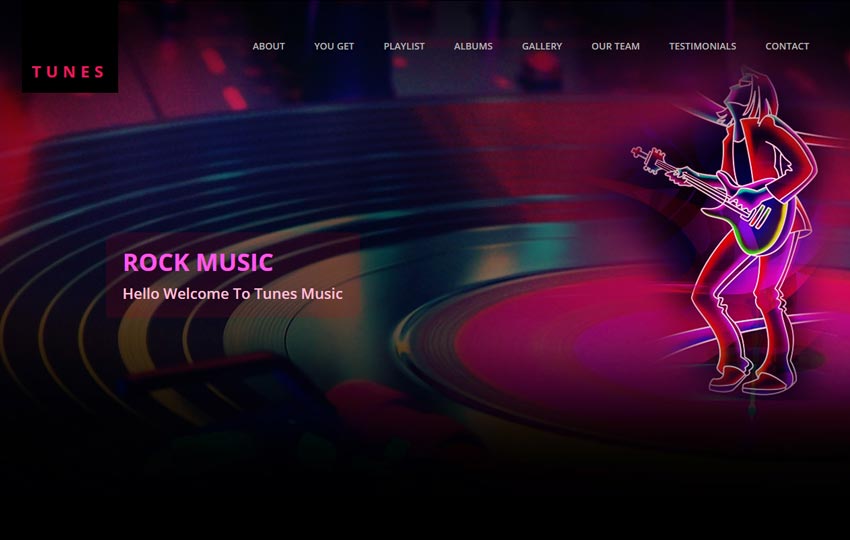 TUNES
ABOUT YOU GET PLAYLIST ALBUMS GALLERY OUR TEAM TESTIMONIALS CONTACT
ROCK MUSIC
Hello Welcome To Tunes Music